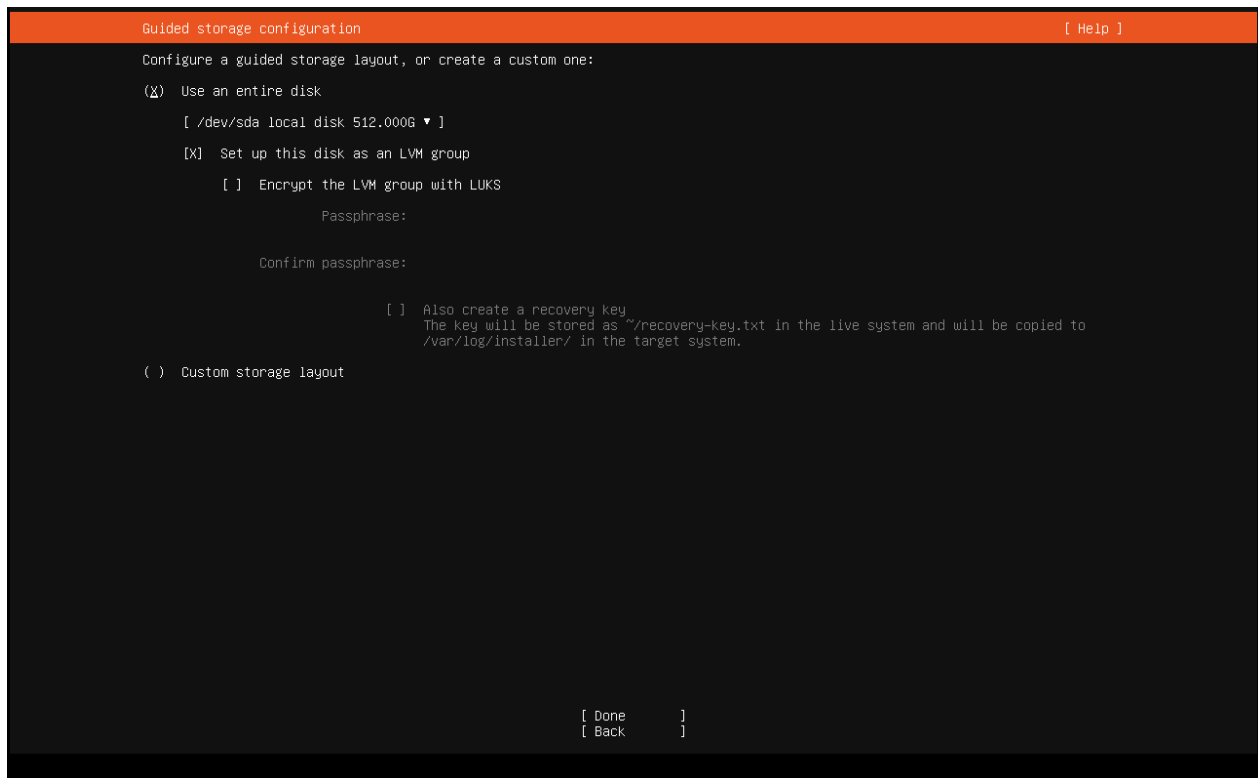 Guided storage configuration [ Help ]
Configure a guided storage layout, or create a custom one:
(X) Use an entire disk
[ /dev/sda local disk 512.000G ▾ ]
[X] Set up this disk as an LVM group
[ ] Encrypt the LVM group with LUKS
Passphrase:
Confirm passphrase:
[ ] Also create a recovery key
The key will be stored as ~/recovery-key.txt in the live system and will be copied to
/var/log/installer/ in the target system.
( ) Custom storage layout
[ Done ]
[ Back ]